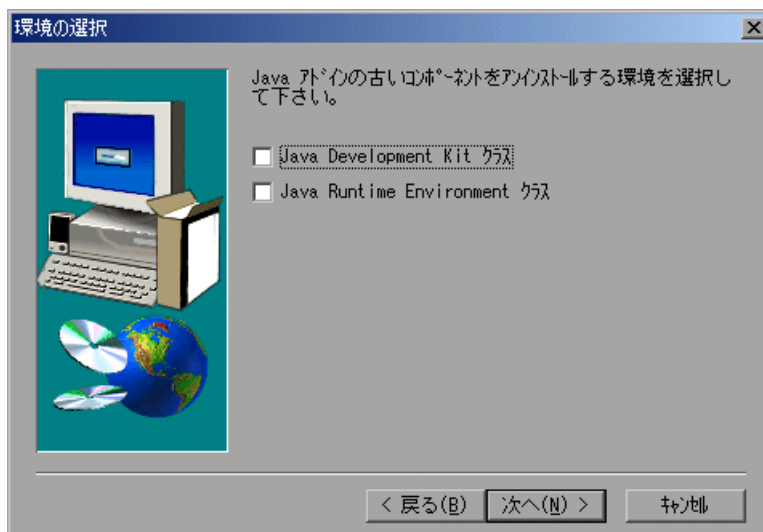 環境の選択
Java ｱﾄﾞｲﾝの古いｺﾝﾎﾟｰﾈﾝﾄをｱﾝｲﾝｽﾄｰﾙする環境を選択し
て下さい。
Java Development Kit ｸﾗｽ
Java Runtime Environment ｸﾗｽ
< 戻る(B)
次へ(N) >
ｷｬﾝｾﾙ